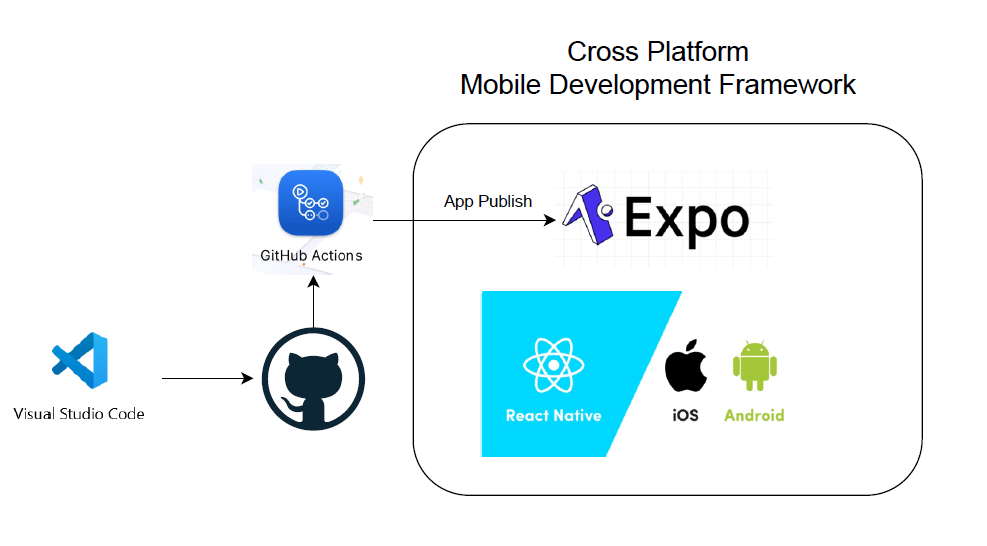 Cross Platform
Mobile Development Framework
App Publish
Expo
GitHub Actions
React Native
iOS
Android
Visual Studio Code